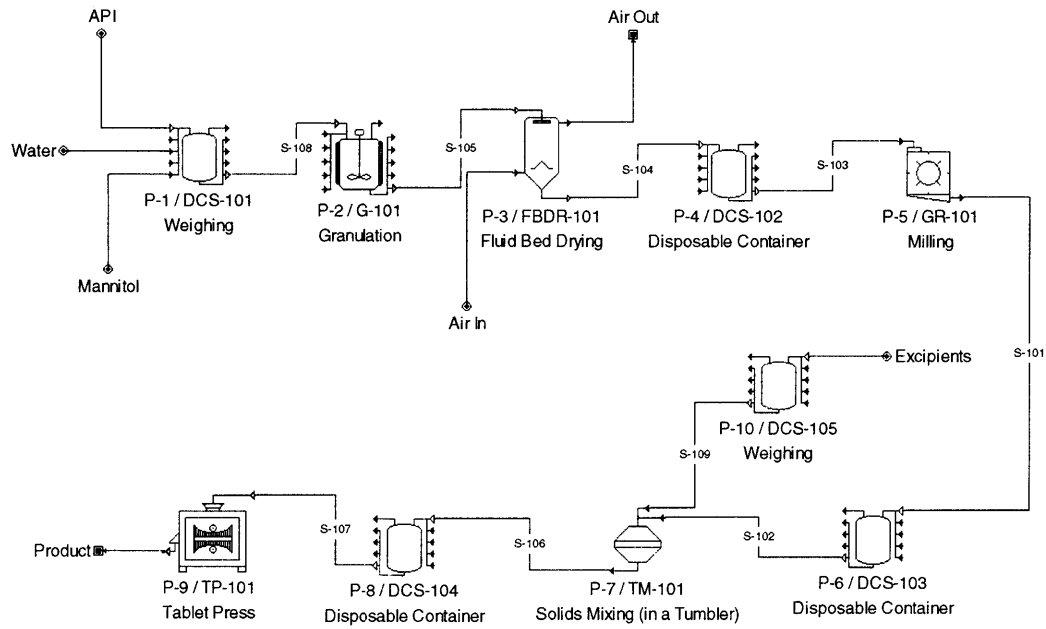 API
Air Out
Water
S-108
S-105
S-104
S-103
P-1 / DCS-101
Weighing
P-2 / G-101
Granulation
P-3 / FBDR-101
Fluid Bed Drying
P-4 / DCS-102
Disposable Container
P-5 / GR-101
Milling
Mannitol
Air In
S-101
Excipients
P-10 / DCS-105
Weighing
S-109
S-107
S-106
S-102
Product
P-9 / TP-101
Tablet Press
P-8 / DCS-104
Disposable Container
P-7 / TM-101
Solids Mixing (in a Tumbler)
P-6 / DCS-103
Disposable Container